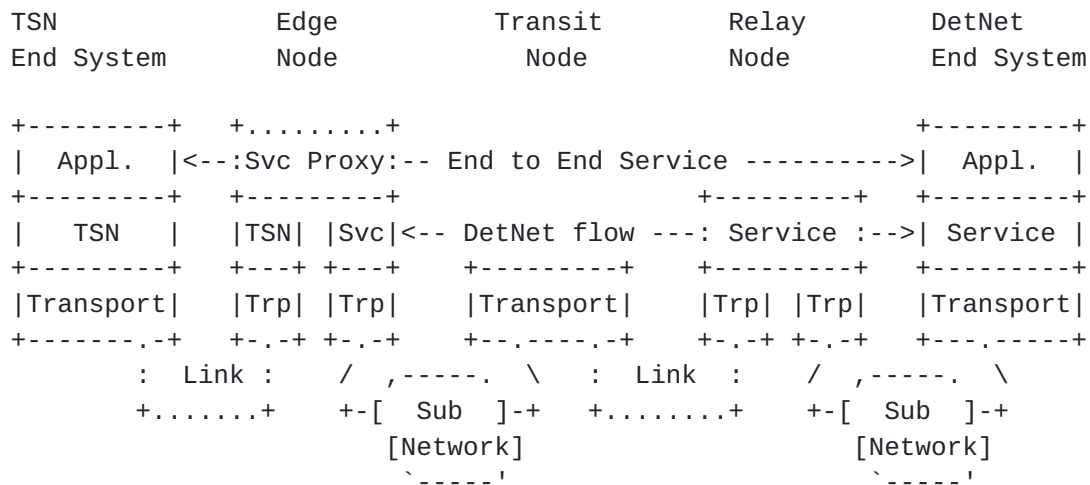 TSN                Edge             Transit          Relay            DetNet
End System         Node               Node           Node             End System

+---------+    +.........+                                      +---------+
|  Appl.  |<--:Svc Proxy:-- End to End Service ---------->|  Appl.  |
+---------+   +---------+                   +---------+   +---------+
|   TSN   |   |TSN| |Svc|<-- DetNet flow ---: Service :-->| Service |
+---------+   +---+ +---+    +---------+    +---------+   +---------+
|Transport|   |Trp| |Trp|    |Transport|    |Trp| |Trp|   |Transport|
+-------.-+   +-.-+ +-.-+    +--.----.-+    +-.-+ +-.-+   +---.-----+
        :  Link :    /  ,-----.  \   :  Link  :    /  ,-----.  \
        +.......+    +-[  Sub  ]-+   +........+    +-[  Sub  ]-+
                       [Network]                     [Network]
                        `-----'                       `-----'